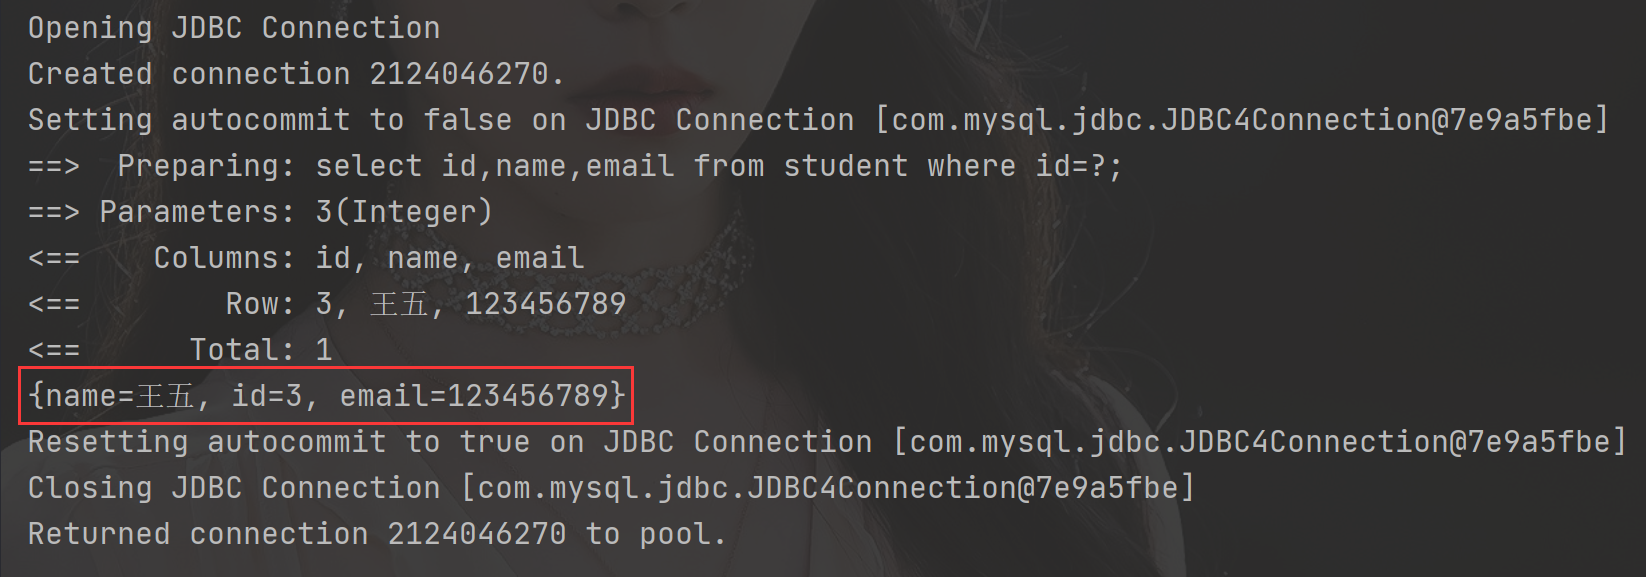 Opening JDBC Connection
Created connection 2124046270.
Setting autocommit to false on JDBC Connection [com.mysql.jdbc.JDBC4Connection@7e9a5fbe]
==>  Preparing: select id,name,email from student where id=?;
==> Parameters: 3(Integer)
<==    Columns: id, name, email
<==        Row: 3, 王五, 123456789
<==      Total: 1
{name=王五, id=3, email=123456789}
Resetting autocommit to true on JDBC Connection [com.mysql.jdbc.JDBC4Connection@7e9a5fbe]
Closing JDBC Connection [com.mysql.jdbc.JDBC4Connection@7e9a5fbe]
Returned connection 2124046270 to pool.